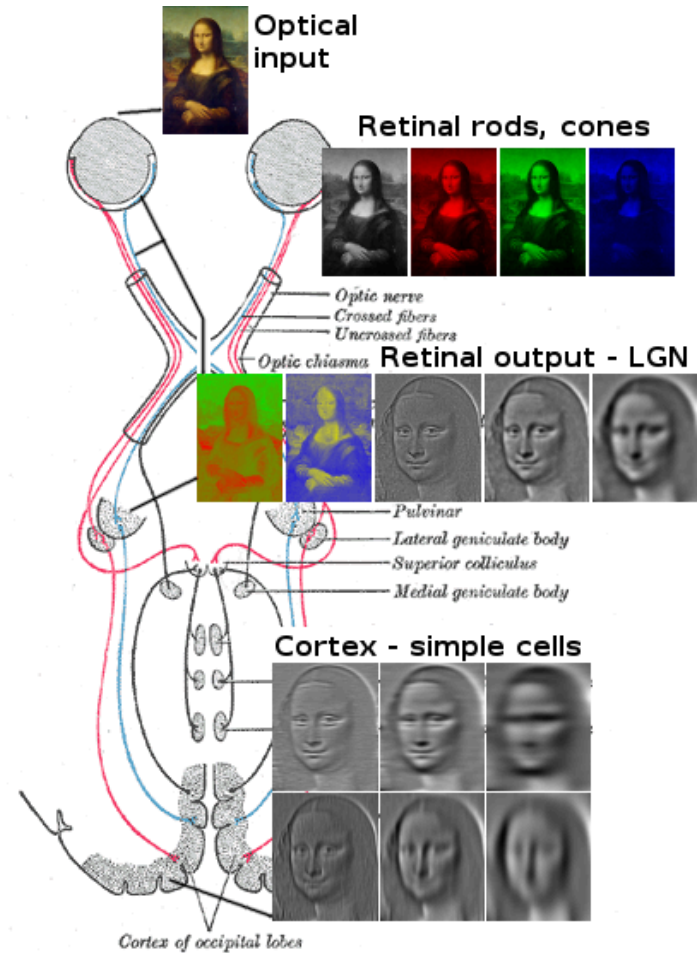 Optical
input
Retinal rods, cones
Optic nerve
Crossed fibers
Uncrossed fibers
Optic chiasma
Retinal output - LGN
Pulvinar
Lateral geniculate body
Superior colliculus
Medial geniculate body
Cortex - simple cells
Cortex of occipital lobes